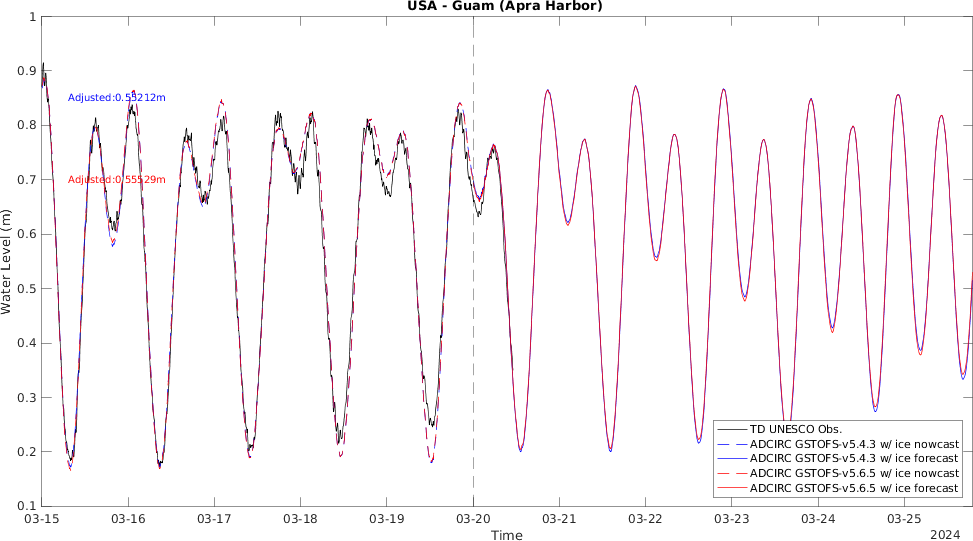 USA - Guam (Apra Harbor)
1
0.9
0.8
0.7
0.6
0.5
0.4
0.3
0.2
0.1
Water Level (m)
Adjusted:0.55212m
Adjusted:0.55529m
TD UNESCO Obs.
ADCIRC GSTOFS-v5.4.3 w/ ice nowcast
ADCIRC GSTOFS-v5.4.3 w/ ice forecast
ADCIRC GSTOFS-v5.6.5 w/ ice nowcast
ADCIRC GSTOFS-v5.6.5 w/ ice forecast
03-15 03-16 03-17 03-18 03-19 03-20 03-21 03-22 03-23 03-24 03-25
Time
2024